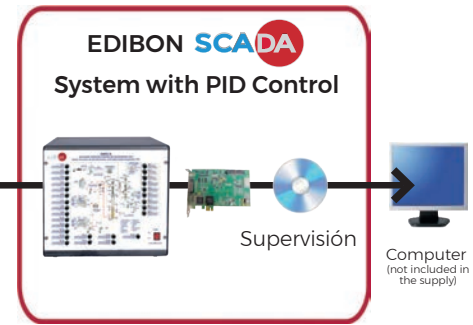 EDIBON SCADA
System with PID Control
Supervisión
Computer
(not included in
the supply)